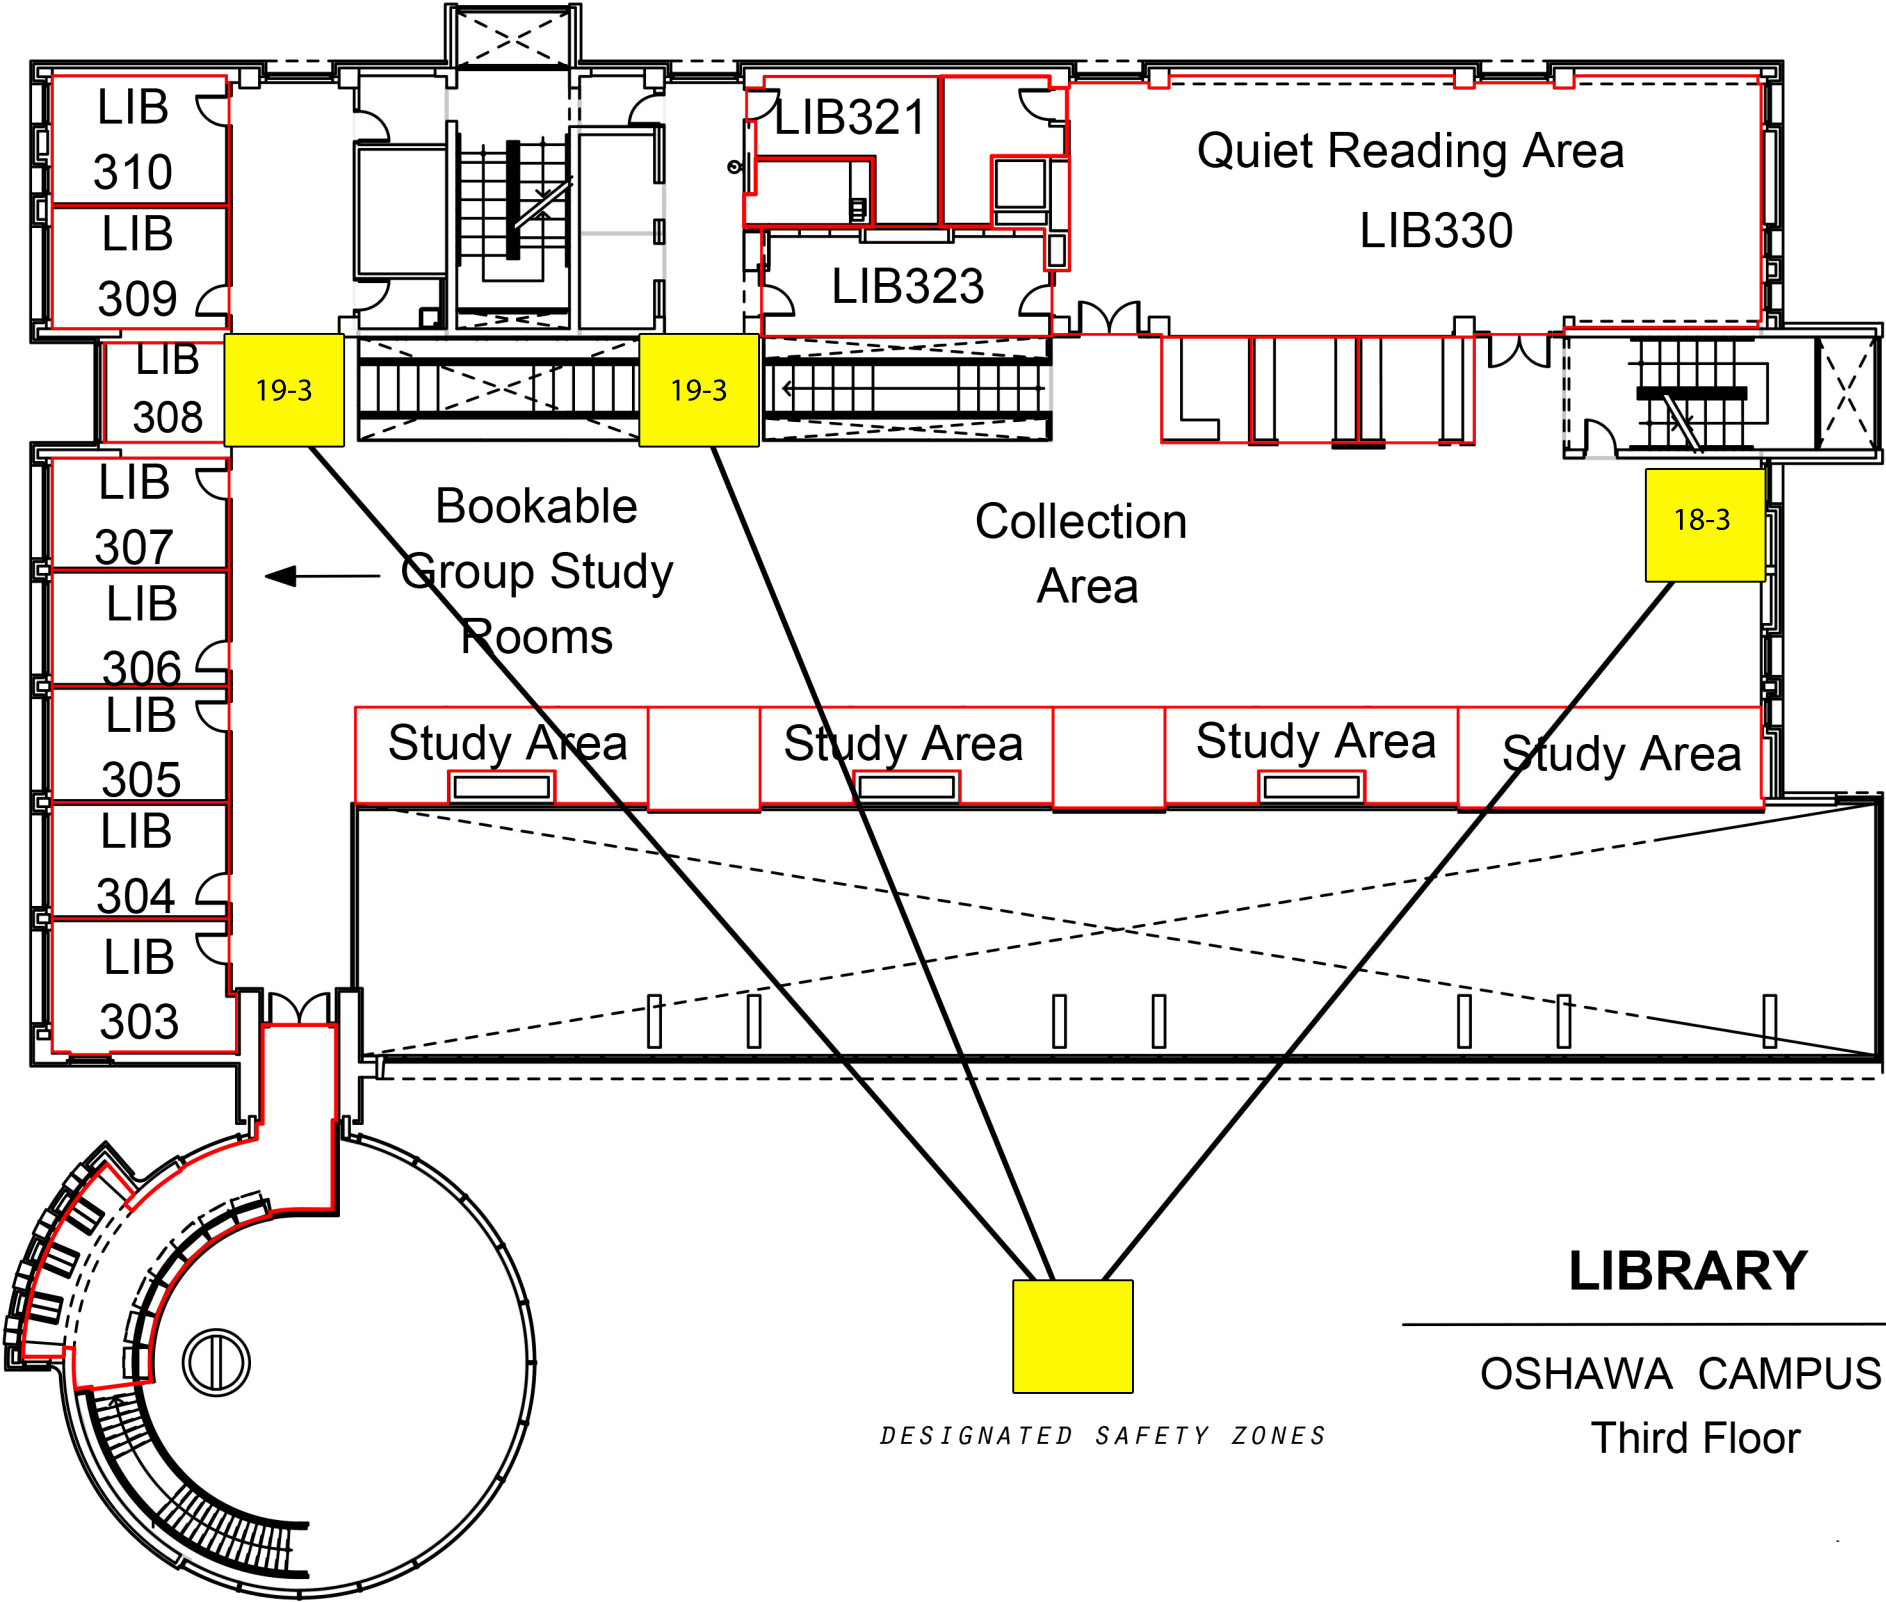 LIB
310
LIB
309
LIB
308
LIB
307
LIB
306
LIB
305
LIB
304
LIB
303
19-3
19-3
18-3
LIB321
LIB323
Quiet Reading Area
LIB330
Bookable
Group Study
Rooms
Collection
Area
Study Area
Study Area
Study Area
Study Area
DESIGNATED SAFETY ZONES
LIBRARY
OSHAWA CAMPUS
Third Floor